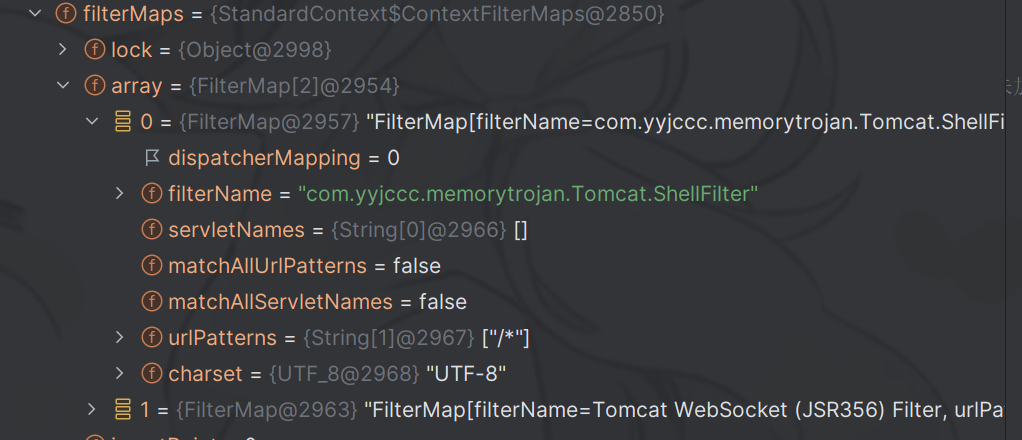 filterMaps = {StandardContext$ContextFilterMaps@2850}
lock = {Object@2998}
array = {FilterMap[2]@2954}
0 = {FilterMap@2957} "FilterMap[filterName=com.yyjccc.memorytrojan.Tomcat.ShellFi
dispatcherMapping = 0
filterName = "com.yyjccc.memorytrojan.Tomcat.ShellFilter"
servletNames = {String[0]@2966} []
matchAllUrlPatterns = false
matchAllServletNames = false
urlPatterns = {String[1]@2967} ["/*"]
charset = {UTF_8@2968} "UTF-8"
1 = {FilterMap@2963} "FilterMap[filterName=Tomcat WebSocket (JSR356) Filter, urlPa